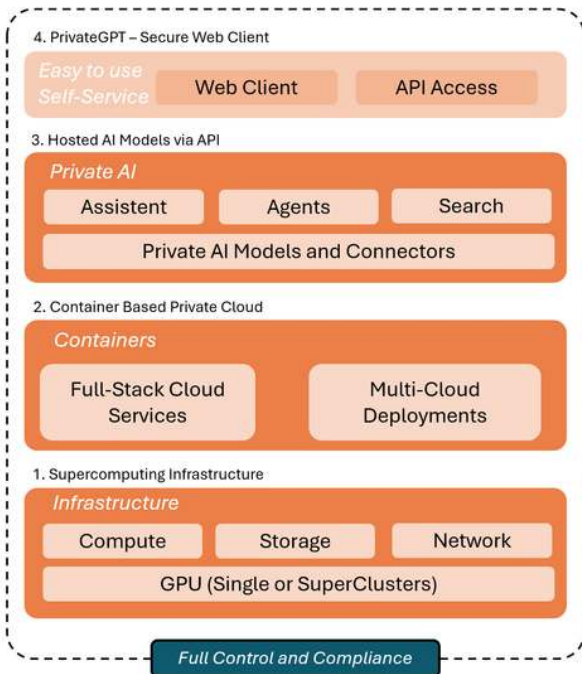 4. PrivateGPT – Secure Web Client
Easy to use
Self-Service
Web Client
API Access
3. Hosted AI Models via API
Private AI
Assistent
Agents
Search
Private AI Models and Connectors
2. Container Based Private Cloud
Containers
Full-Stack Cloud
Services
Multi-Cloud
Deployments
1. Supercomputing Infrastructure
Infrastructure
Compute
Storage
Network
GPU (Single or SuperClusters)
Full Control and Compliance